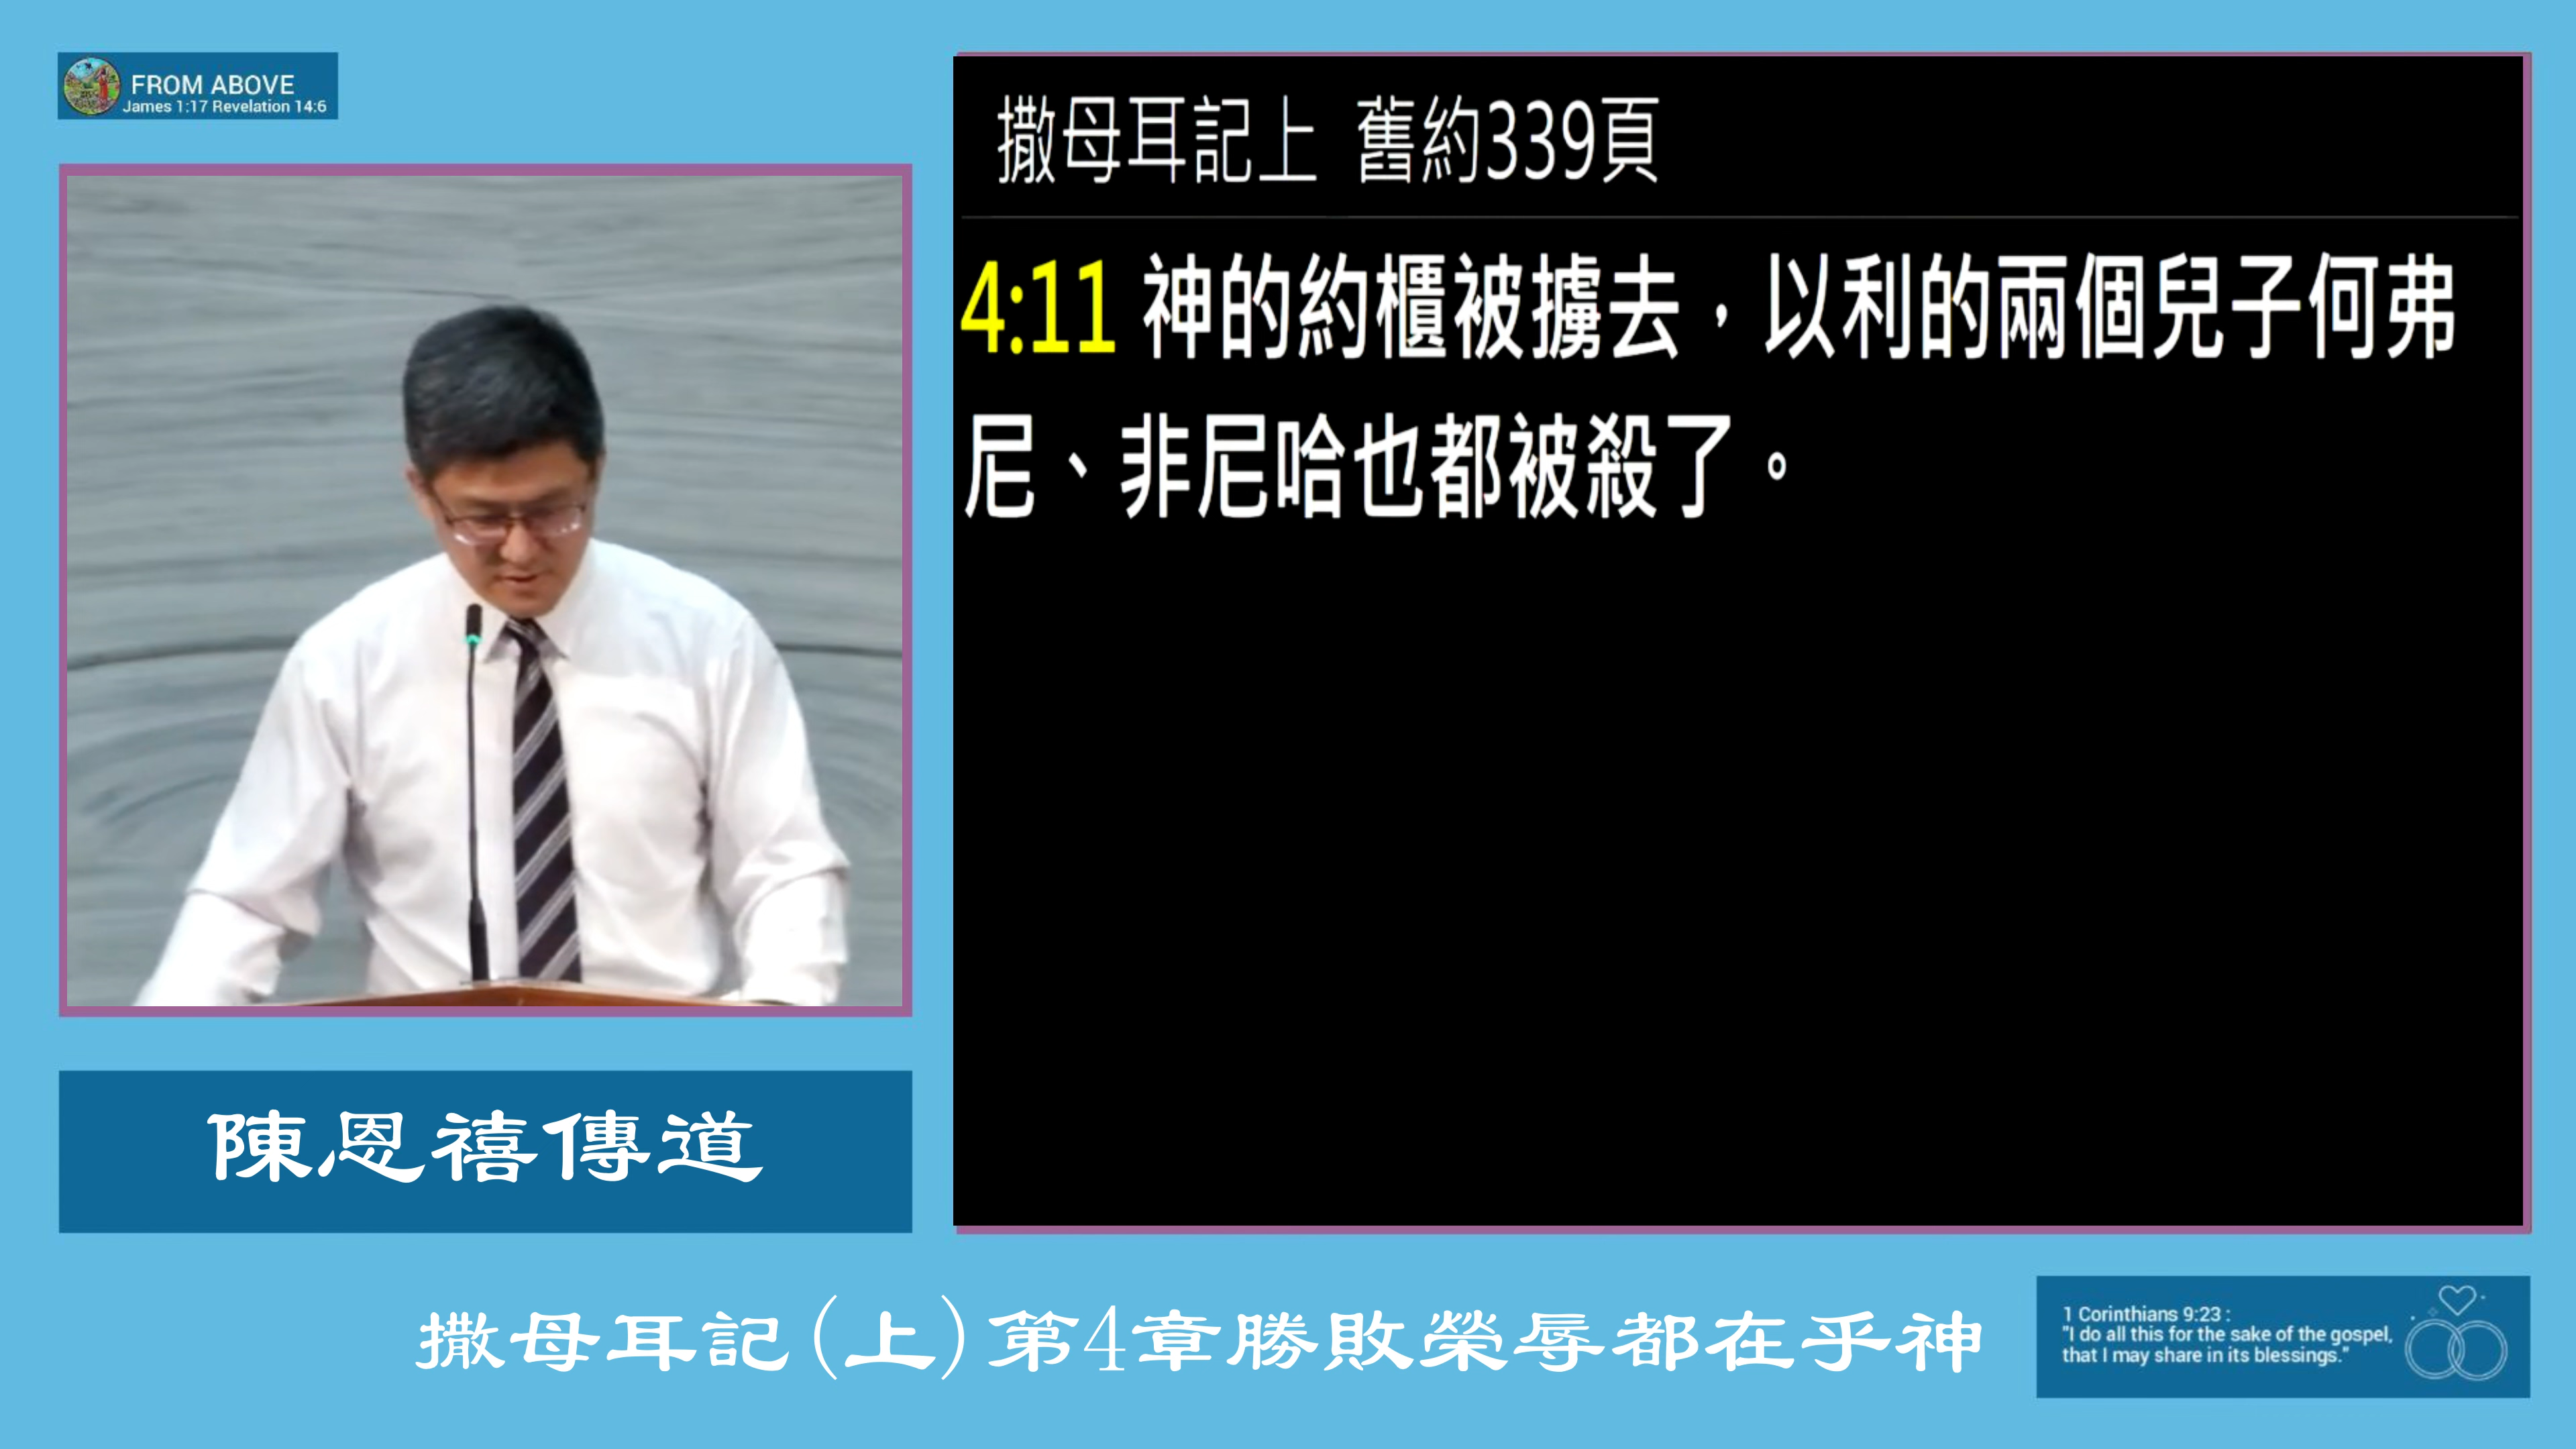 FROM ABOVE
James 1:17 Revelation 14:6
撒母耳記上 舊約339頁
4:11 神的約櫃被擄去，以利的兩個兒子何弗
尼、非尼哈也都被殺了。
陳恩禧傳道
撒母耳記(上)第4章勝敗榮辱都在乎神
1 Corinthians 9:23 :
"I do all this for the sake of the gospel,
that I may share in its blessings."